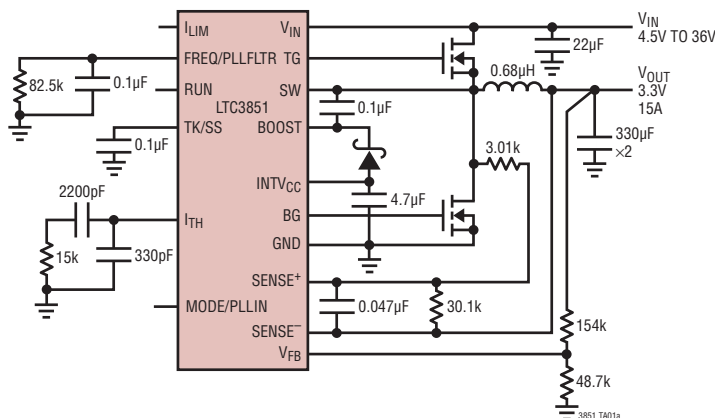 I_LIM
V_IN
V_IN
4.5V TO 36V
FREQ/PLLFLTR
TG
22µF
82.5k
0.1µF
0.68µH
V_OUT
3.3V
15A
RUN
SW
LTC3851
0.1µF
TK/SS
BOOST
0.1µF
330µF
×2
3.01k
2200pF
INTV_CC
4.7µF
I_TH
BG
15k
330pF
GND
SENSE+
MODE/PLLIN
0.047µF
30.1k
154k
SENSE–
V_FB
48.7k
3851 TA01a